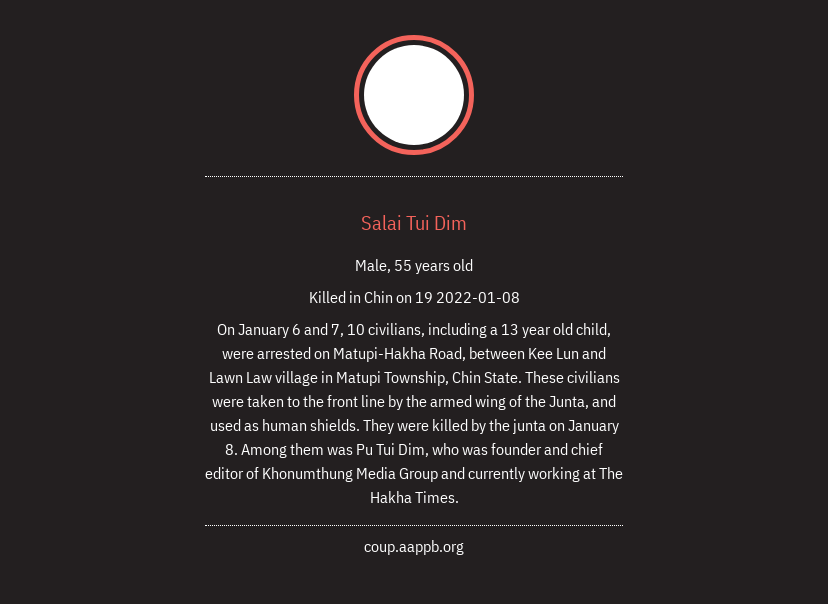 Salai Tui Dim
Male, 55 years old
Killed in Chin on 19 2022-01-08
On January 6 and 7, 10 civilians, including a 13 year old child,
were arrested on Matupi-Hakha Road, between Kee Lun and
Lawn Law village in Matupi Township, Chin State. These civilians
were taken to the front line by the armed wing of the Junta, and
used as human shields. They were killed by the junta on January
8. Among them was Pu Tui Dim, who was founder and chief
editor of Khonumthung Media Group and currently working at The
Hakha Times.
coup.aappb.org